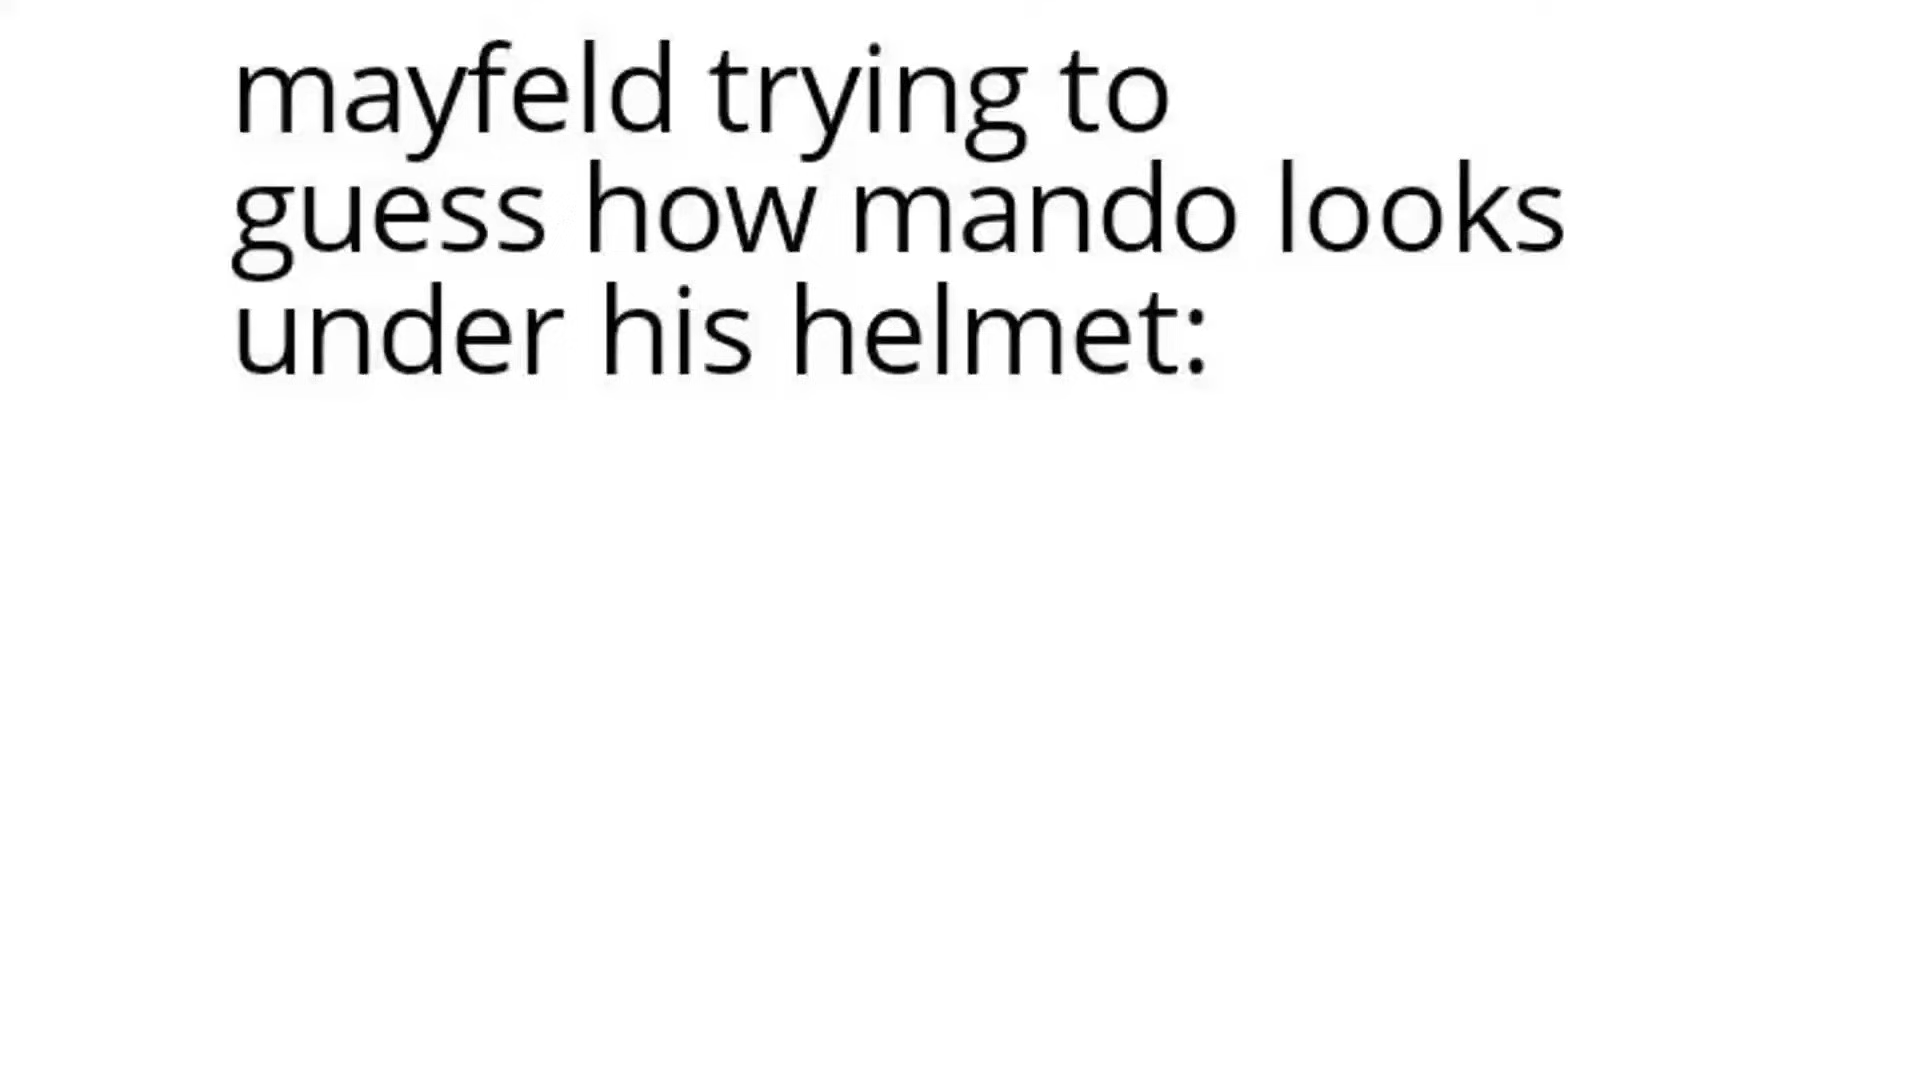 mayfeld trying to
guess how mando looks
under his helmet: